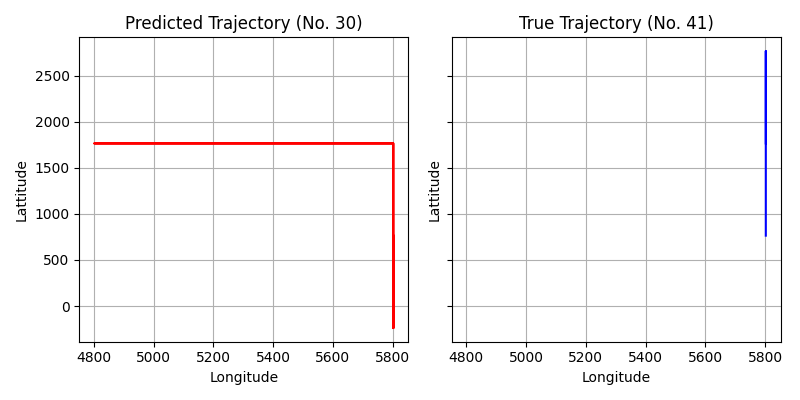 Predicted Trajectory (No. 30)
True Trajectory (No. 41)
2500
2000
1500
1000
500
0
Lattitude
Lattitude
4800 5000 5200 5400 5600 5800
4800 5000 5200 5400 5600 5800
Longitude
Longitude